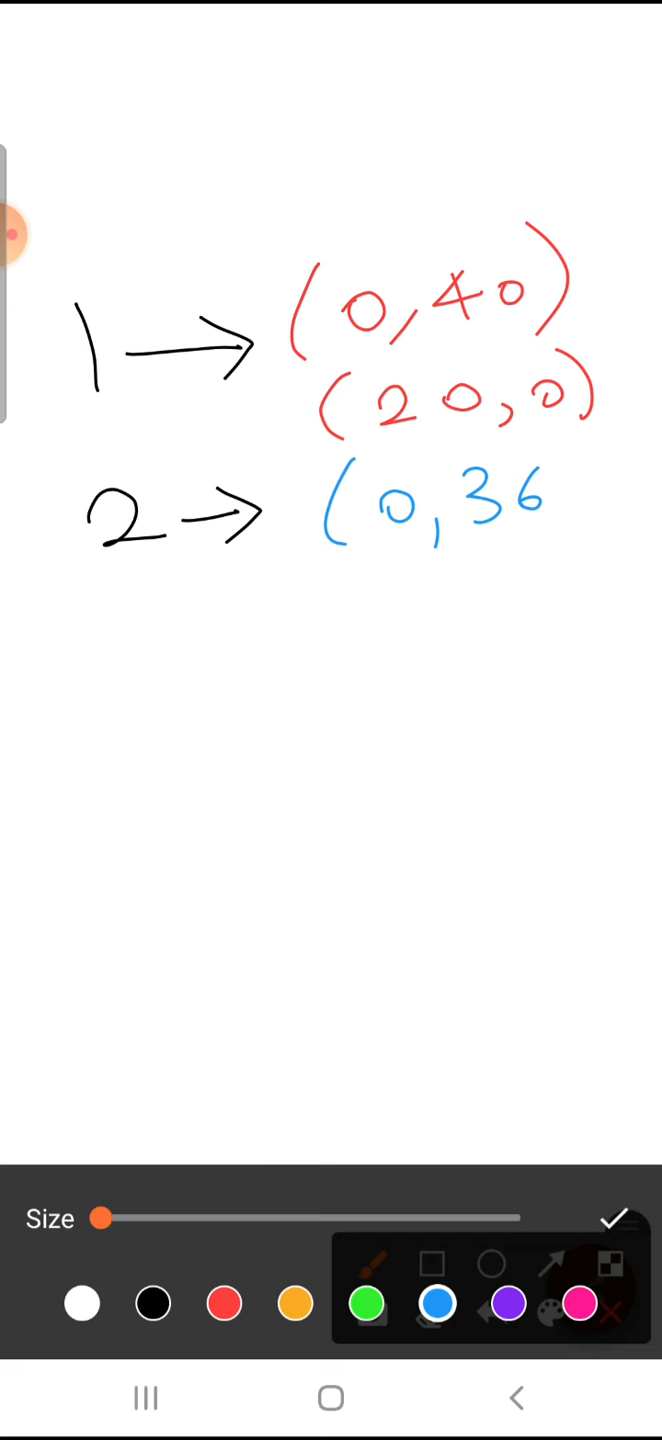 1 → (0,40)
(20,0)
2 → (0,36
Size